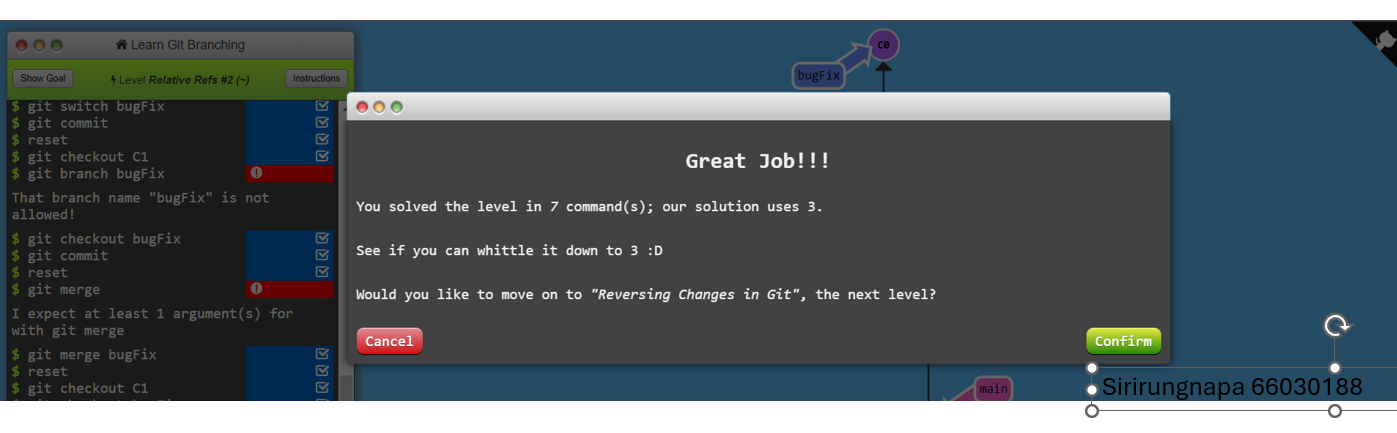 Learn Git Branching
Show Goal
Level Relative Refs #2 (~)
Instructions
$ git switch bugFix
$ git commit
$ reset
$ git checkout C1
$ git branch bugFix
That branch name "bugFix" is not
allowed!
$ git checkout bugFix
$ git commit
$ reset
$ git merge
I expect at least 1 argument(s) for
with git merge
$ git merge bugFix
$ reset
$ git checkout C1
c0
bugFix
Great Job!!!
You solved the level in 7 command(s); our solution uses 3.
See if you can whittle it down to 3 :D
Would you like to move on to "Reversing Changes in Git", the next level?
Cancel
Confirm
main
Sirirungnapa 66030188